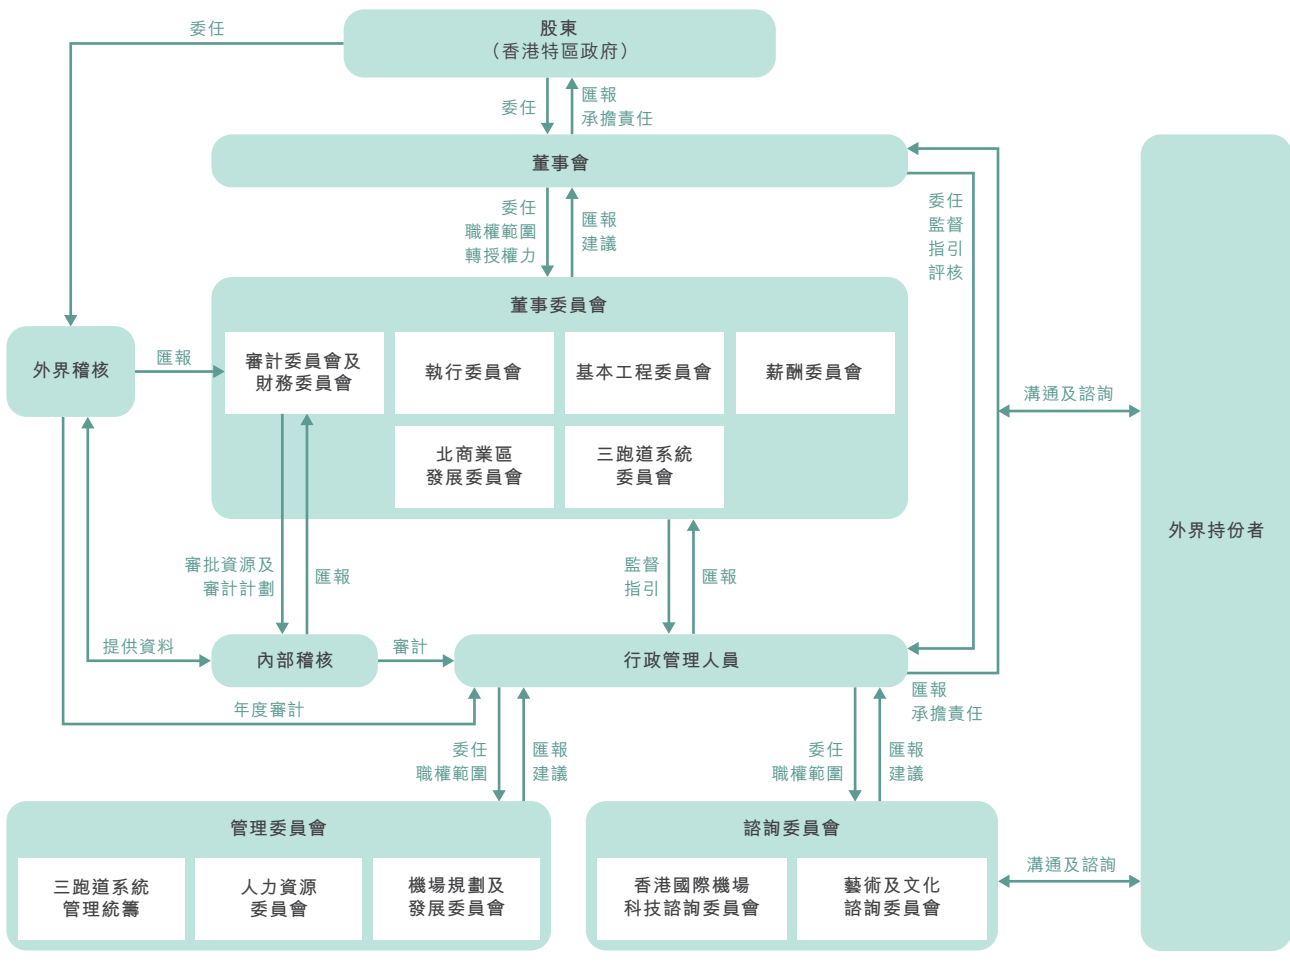 股東
（香港特區政府）
委任
委任
匯報
承擔責任
董事會
委任
職權範圍
轉授權力
匯報
建議
委任
監督
指引
評核
董事委員會
外界稽核
匯報
審計委員會及
財務委員會
執行委員會
基本工程委員會
薪酬委員會
北商業區
發展委員會
三跑道系統
委員會
溝通及諮詢
外界持份者
審批資源及
審計計劃
匯報
監督
指引
匯報
提供資料
內部稽核
審計
行政管理人員
匯報
承擔責任
年度審計
委任
職權範圍
匯報
建議
委任
職權範圍
匯報
建議
管理委員會
三跑道系統
管理統籌
人力資源
委員會
機場規劃及
發展委員會
諮詢委員會
香港國際機場
科技諮詢委員會
藝術及文化
諮詢委員會
溝通及諮詢